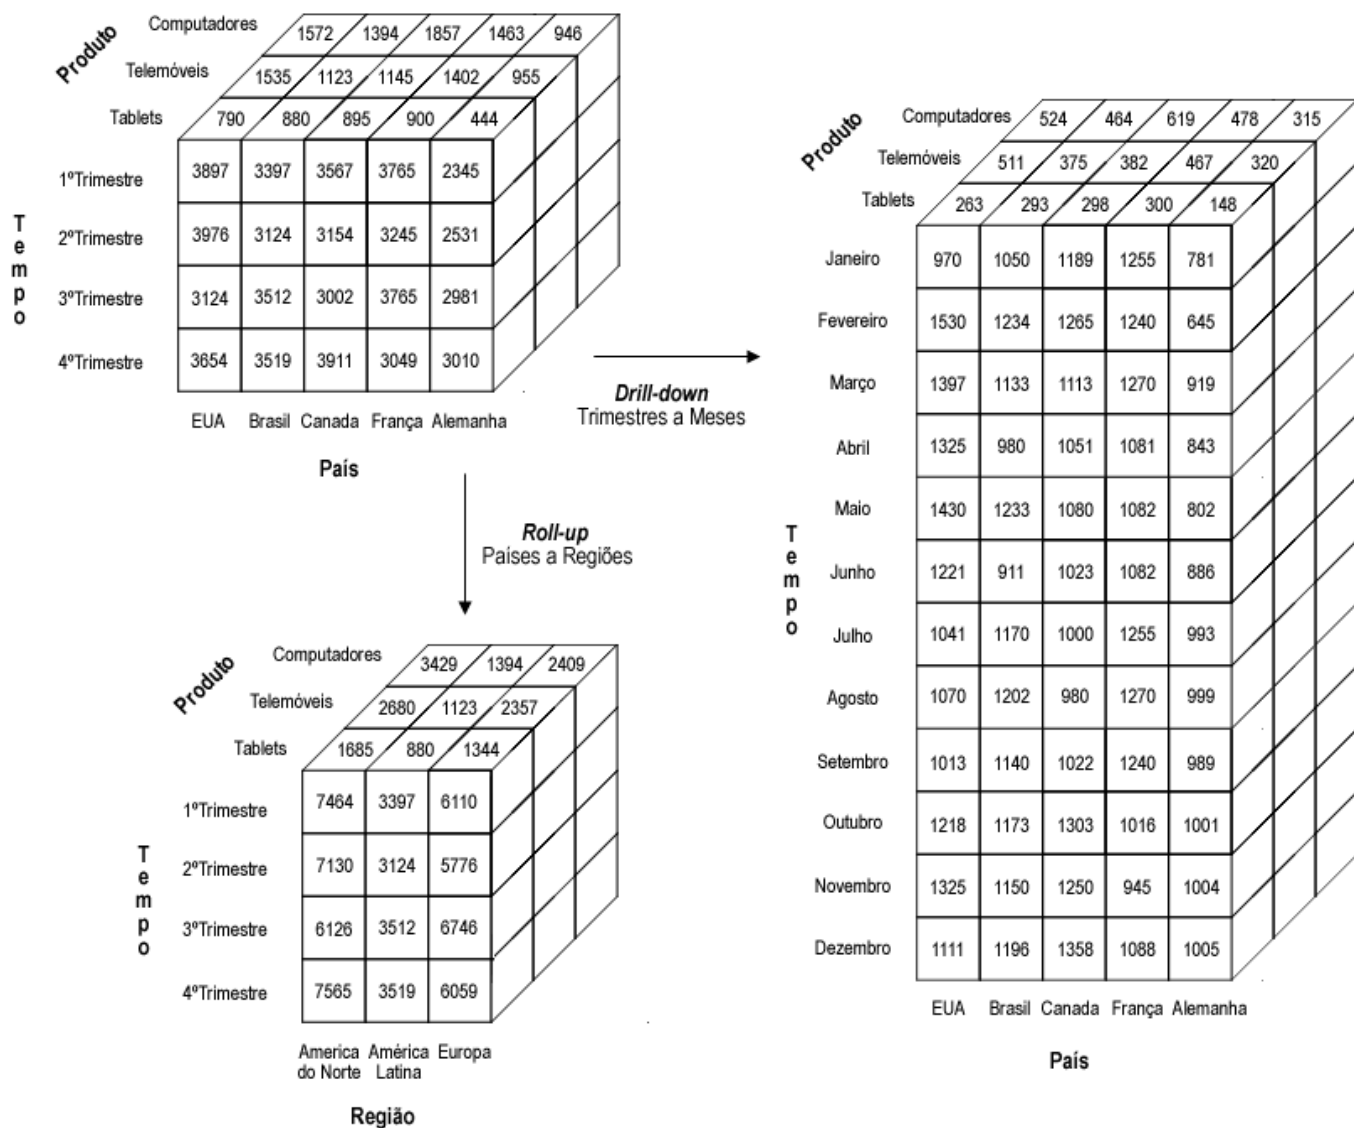 Produto
Computadores
1572 1394 1857 1463 946
Telemóveis
1535 1123 1145 1402 955
Tablets
790 880 895 900 444
Tempo
1ºTrimestre 3897 3397 3567 3765 2345
2ºTrimestre 3976 3124 3154 3245 2531
3ºTrimestre 3124 3512 3002 3765 2981
4ºTrimestre 3654 3519 3911 3049 3010
EUA Brasil Canada França Alemanha
País
Drill-down
Trimestres a Meses
Roll-up
Países a Regiões
Produto
Computadores
3429 1394 2409
Telemóveis
2680 1123 2357
Tablets
1685 880 1344
Tempo
1ºTrimestre 7464 3397 6110
2ºTrimestre 7130 3124 5776
3ºTrimestre 6126 3512 6746
4ºTrimestre 7565 3519 6059
America América Europa
do Norte Latina
Região
Produto
Computadores
524 464 619 478 315
Telemóveis
511 375 382 467 320
Tablets
263 293 298 300 148
Tempo
Janeiro 970 1050 1189 1255 781
Fevereiro 1530 1234 1265 1240 645
Março 1397 1133 1113 1270 919
Abril 1325 980 1051 1081 843
Maio 1430 1233 1080 1082 802
Junho 1221 911 1023 1082 886
Julho 1041 1170 1000 1255 993
Agosto 1070 1202 980 1270 999
Setembro 1013 1140 1022 1240 989
Outubro 1218 1173 1303 1016 1001
Novembro 1325 1150 1250 945 1004
Dezembro 1111 1196 1358 1088 1005
EUA Brasil Canada França Alemanha
País